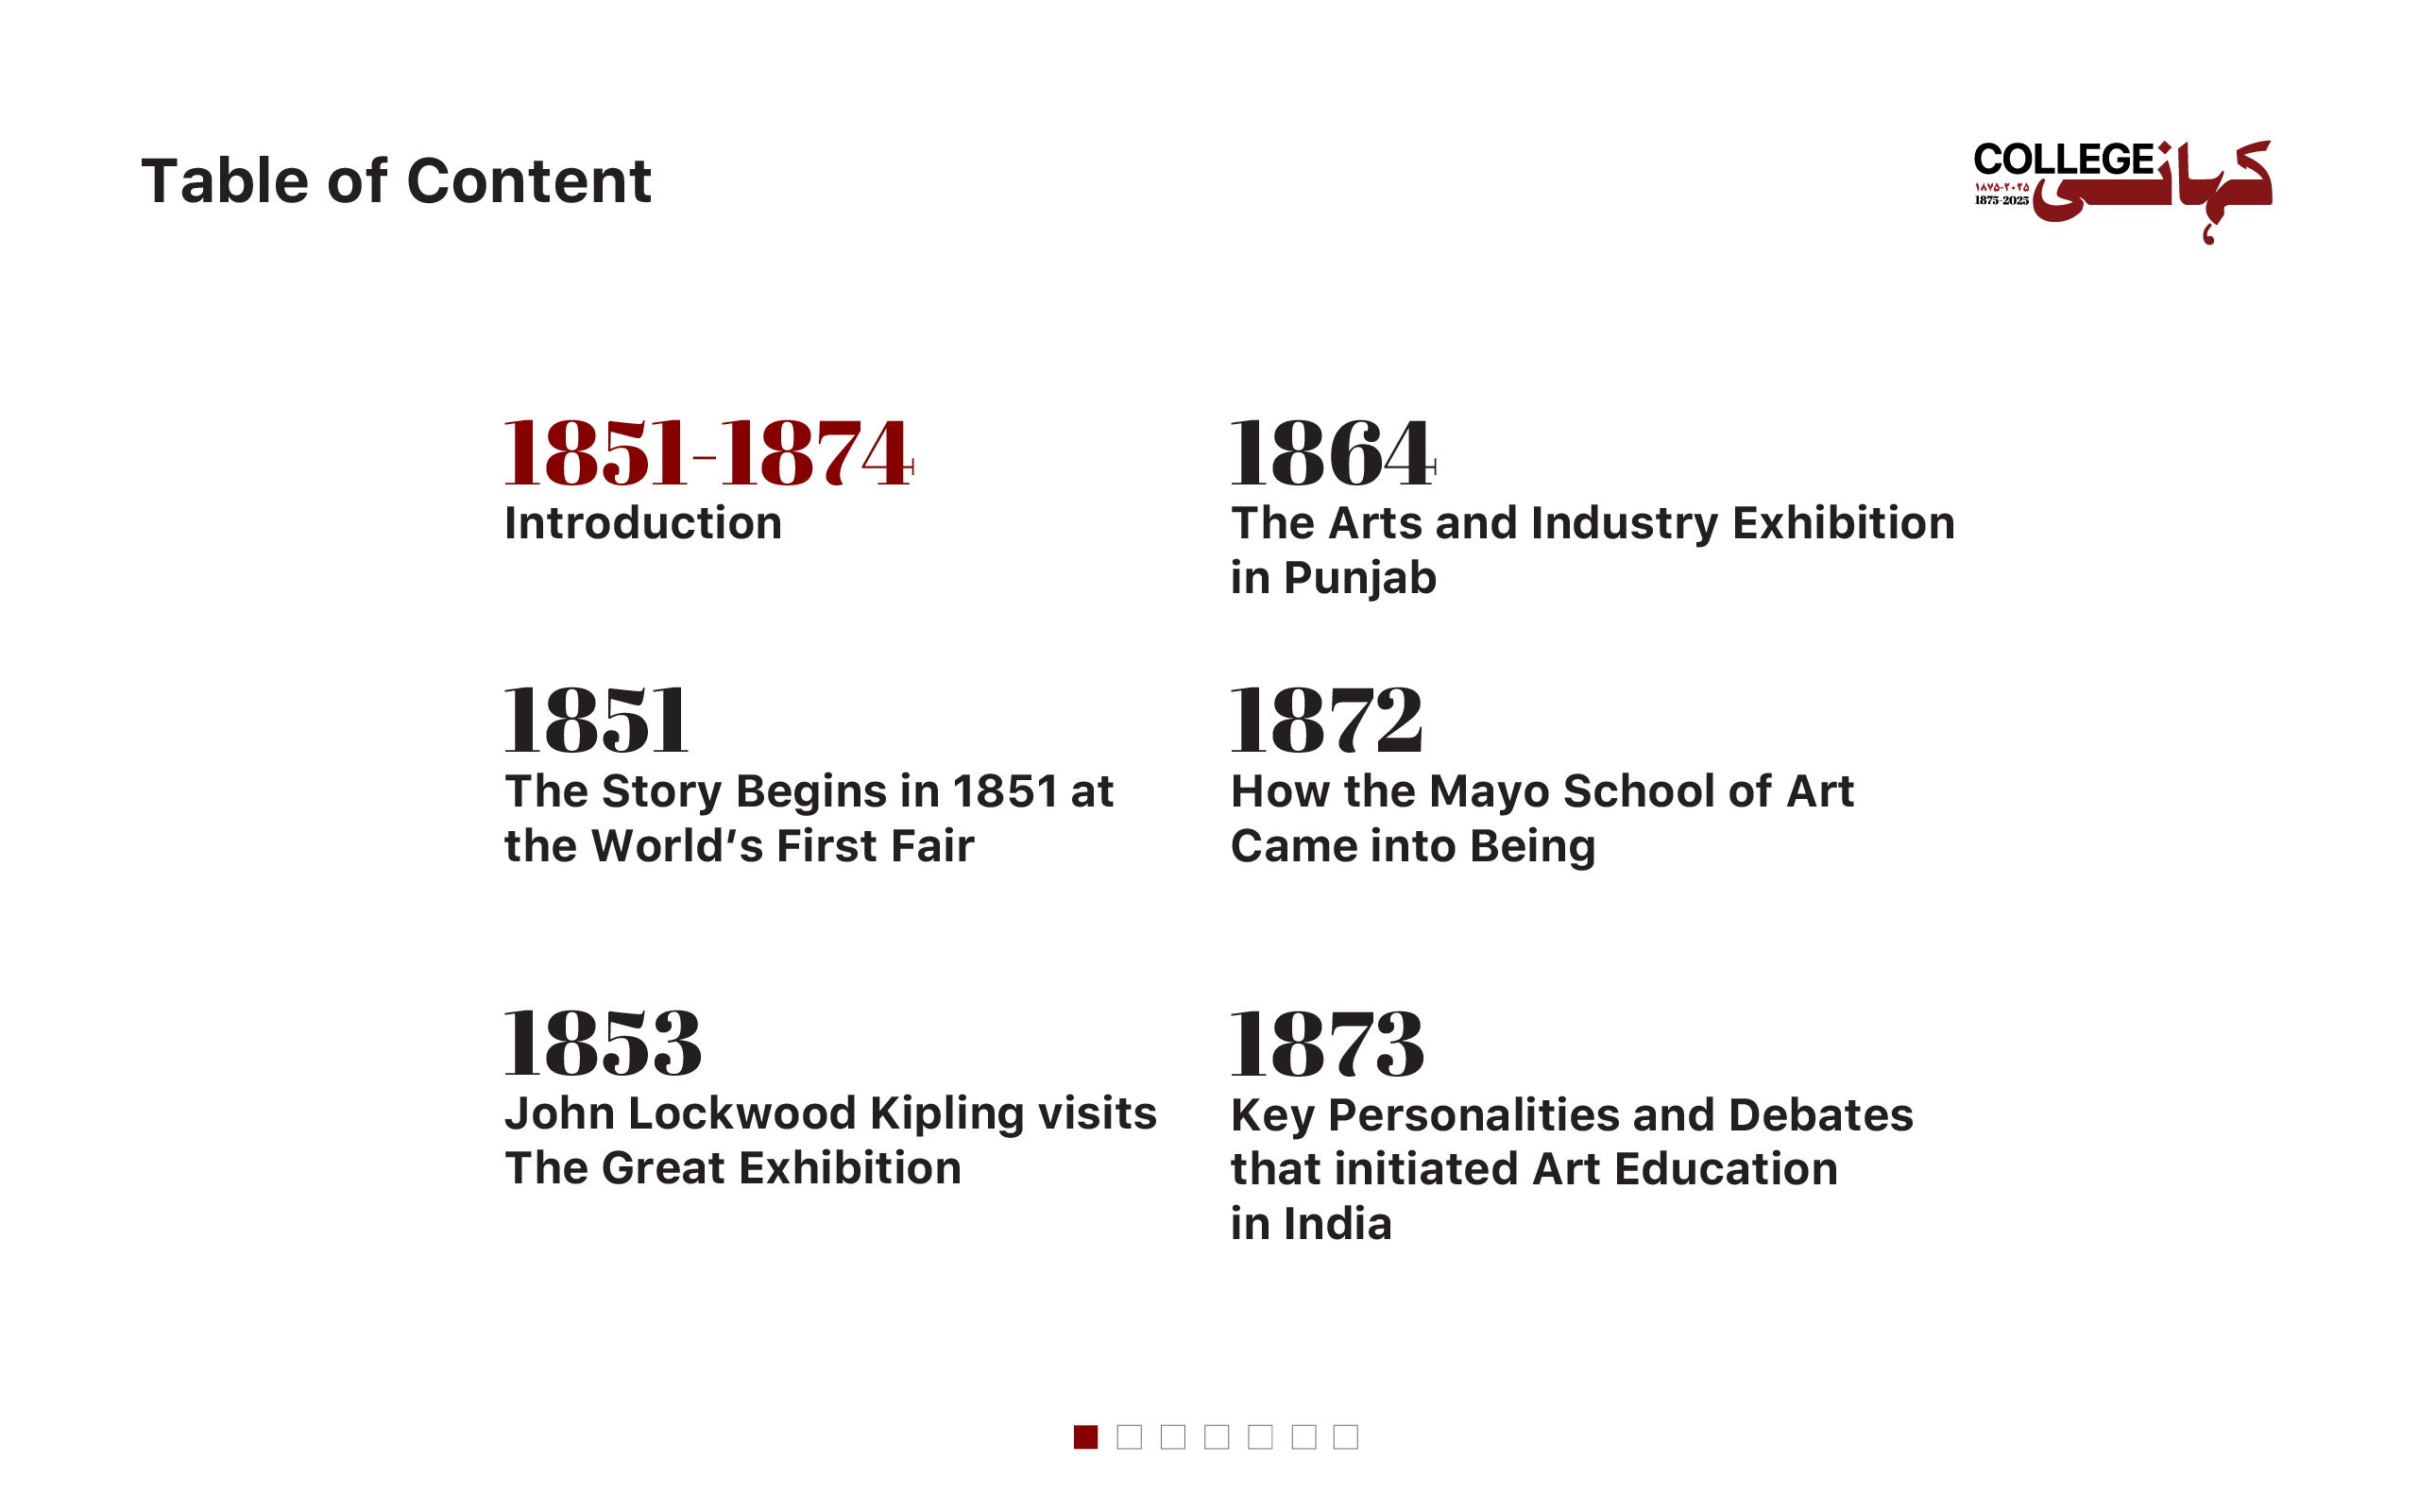 Table of Content
COLLEGE کہانی
۱۸۷۵-۲۰۲۵
1875-2025
1851-1874
Introduction
1851
The Story Begins in 1851 at
the World’s First Fair
1853
John Lockwood Kipling visits
The Great Exhibition
1864
The Arts and Industry Exhibition
in Punjab
1872
How the Mayo School of Art
Came into Being
1873
Key Personalities and Debates
that initiated Art Education
in India